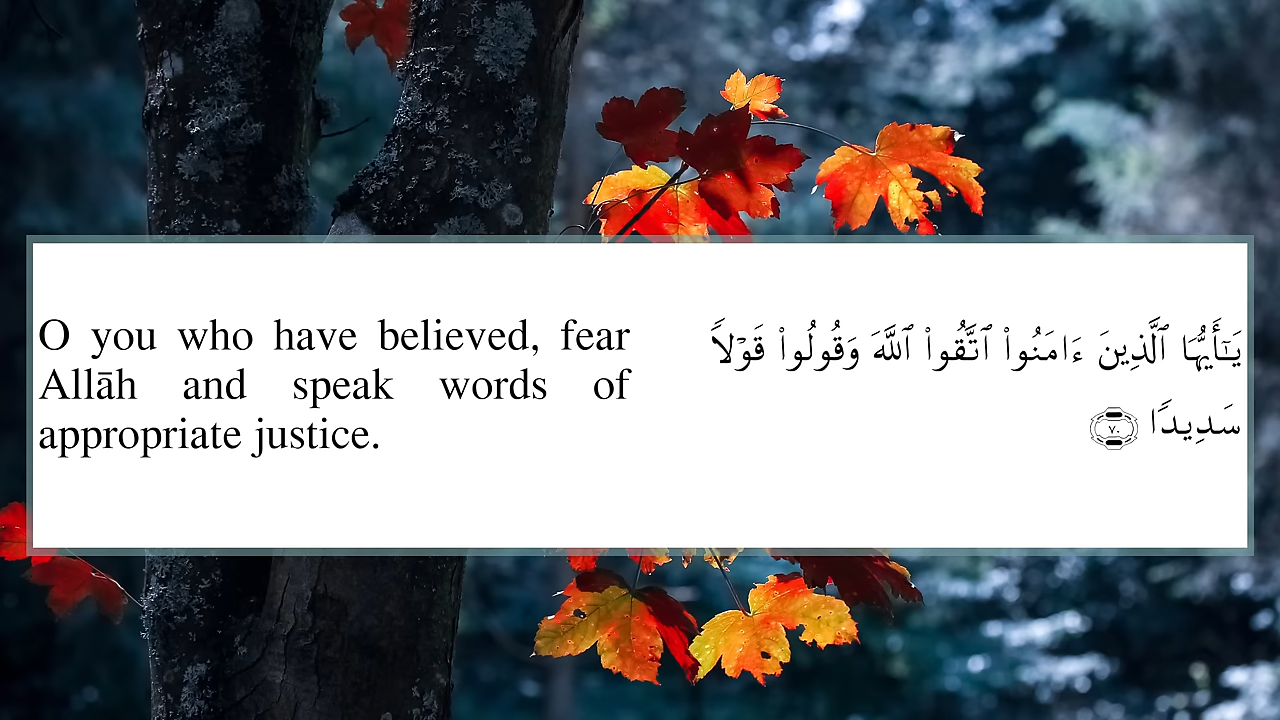 O you who have believed, fear
Allāh and speak words of
appropriate justice.
يَـٰٓأَيُّهَا ٱلَّذِينَ ءَامَنُوا۟ ٱتَّقُوا۟ ٱللَّهَ وَقُولُوا۟ قَوْلًا
سَدِيدًا ٧٠